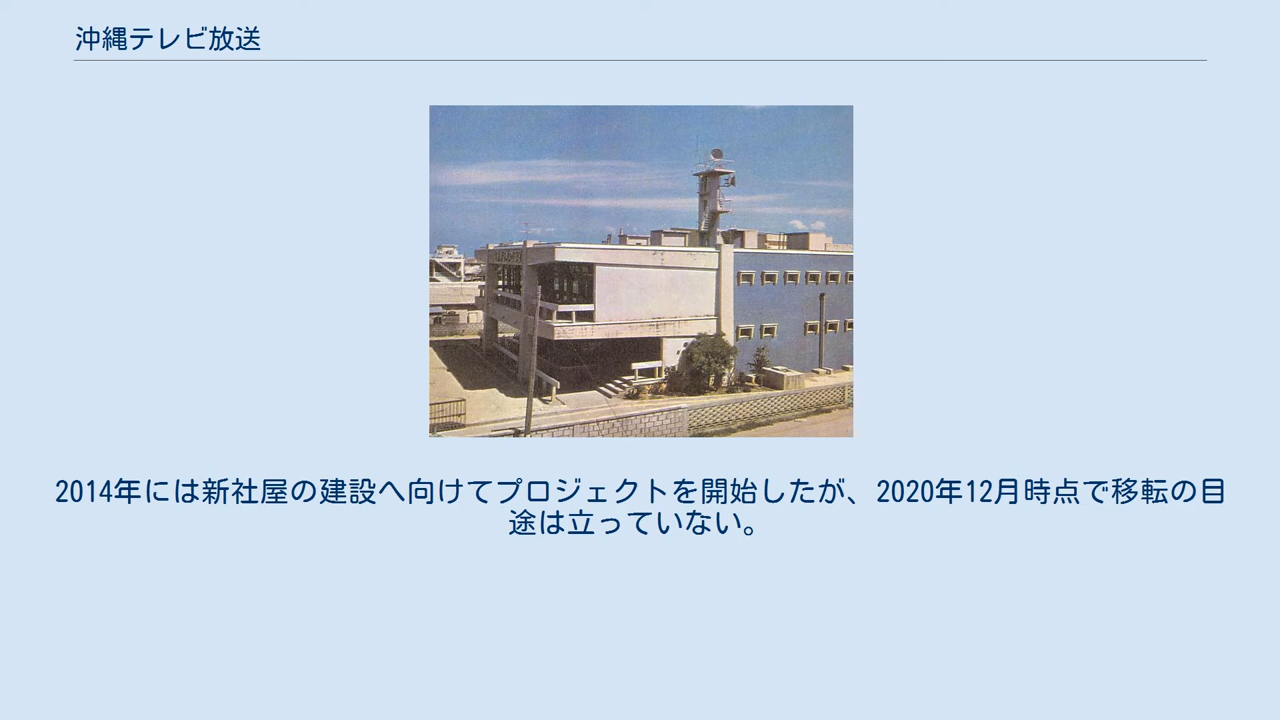 沖縄テレビ放送
2014年には新社屋の建設へ向けてプロジェクトを開始したが、2020年12月時点で移転の目
途は立っていない。